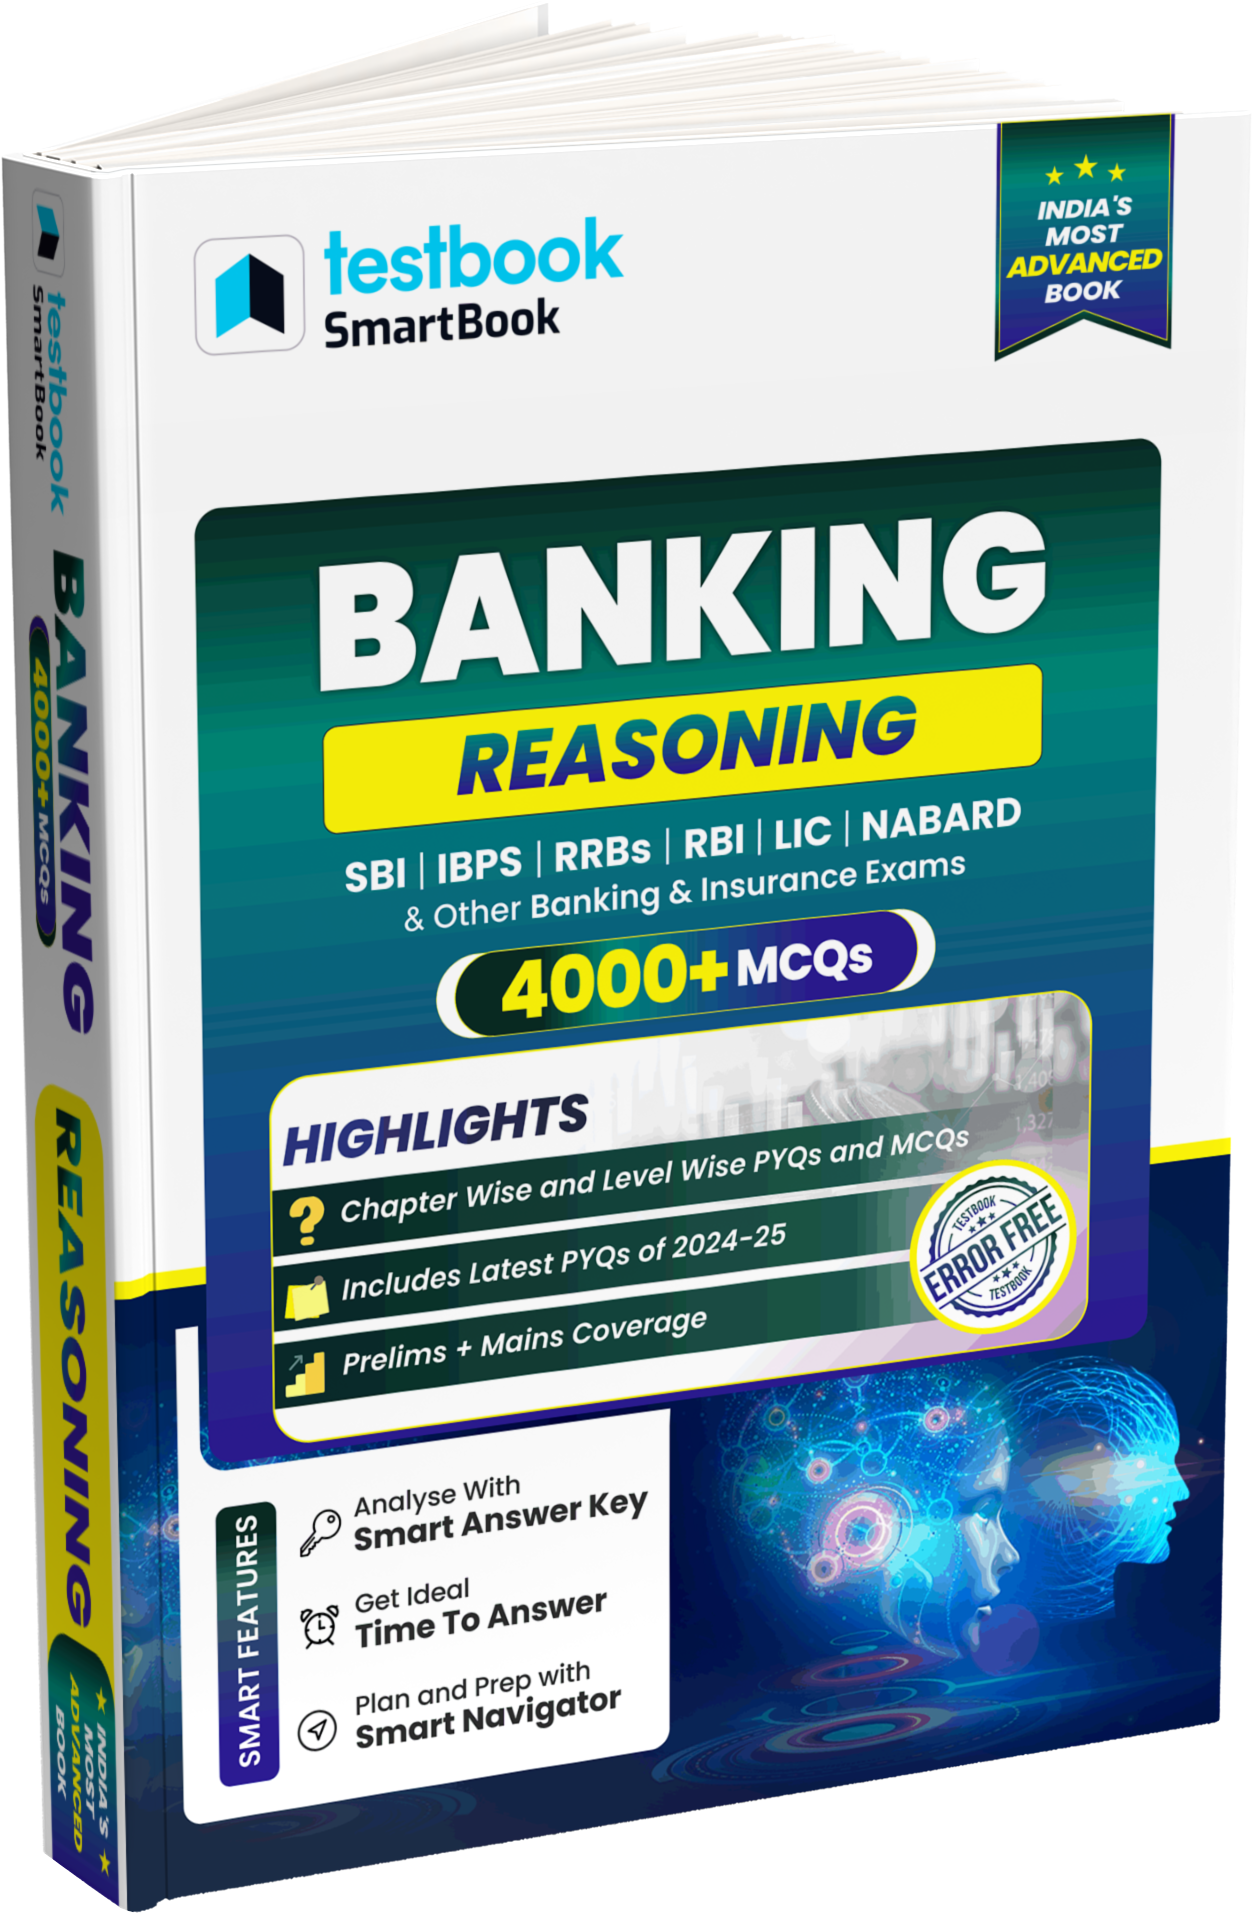 testbook
SmartBook
INDIA'S
MOST
ADVANCED
BOOK
BANKING
REASONING
SBI | IBPS | RRBs | RBI | LIC | NABARD
& Other Banking & Insurance Exams
4000+ MCQs
HIGHLIGHTS
Chapter Wise and Level Wise PYQs and MCQs
Includes Latest PYQs of 2024-25
Prelims + Mains Coverage
TESTBOOK
ERROR FREE
TESTBOOK
1,327
SMART FEATURES
Analyse With
Smart Answer Key
Get Ideal
Time To Answer
Plan and Prep with
Smart Navigator
testbook
SmartBook
BANKING
4000+ MCQs
REASONING
INDIA'S
MOST
ADVANCED
BOOK